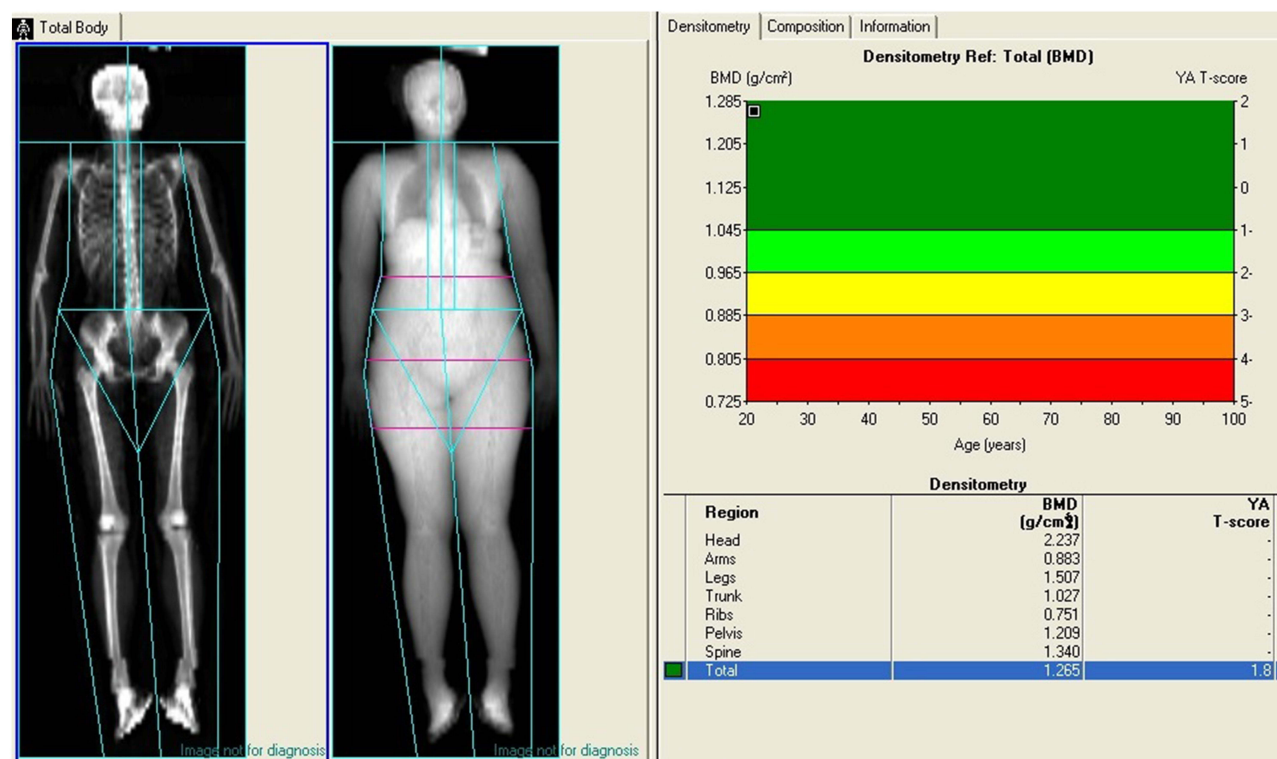 Total Body
Image not for diagnosis
Image not for diagnosis
Densitometry Composition Information
Densitometry Ref: Total (BMD)
BMD (g/cm²) YA T-score
1.285 2
1.205 1
1.125 0
1.045 1-
0.965 2-
0.885 3-
0.805 4-
0.725 5-
20 30 40 50 60 70 80 90 100
Age (years)
Densitometry
Region BMD (g/cm²) YA T-score
Head 2.237 -
Arms 0.883 -
Legs 1.507 -
Trunk 1.027 -
Ribs 0.751 -
Pelvis 1.209 -
Spine 1.340 -
Total 1.265 1.8